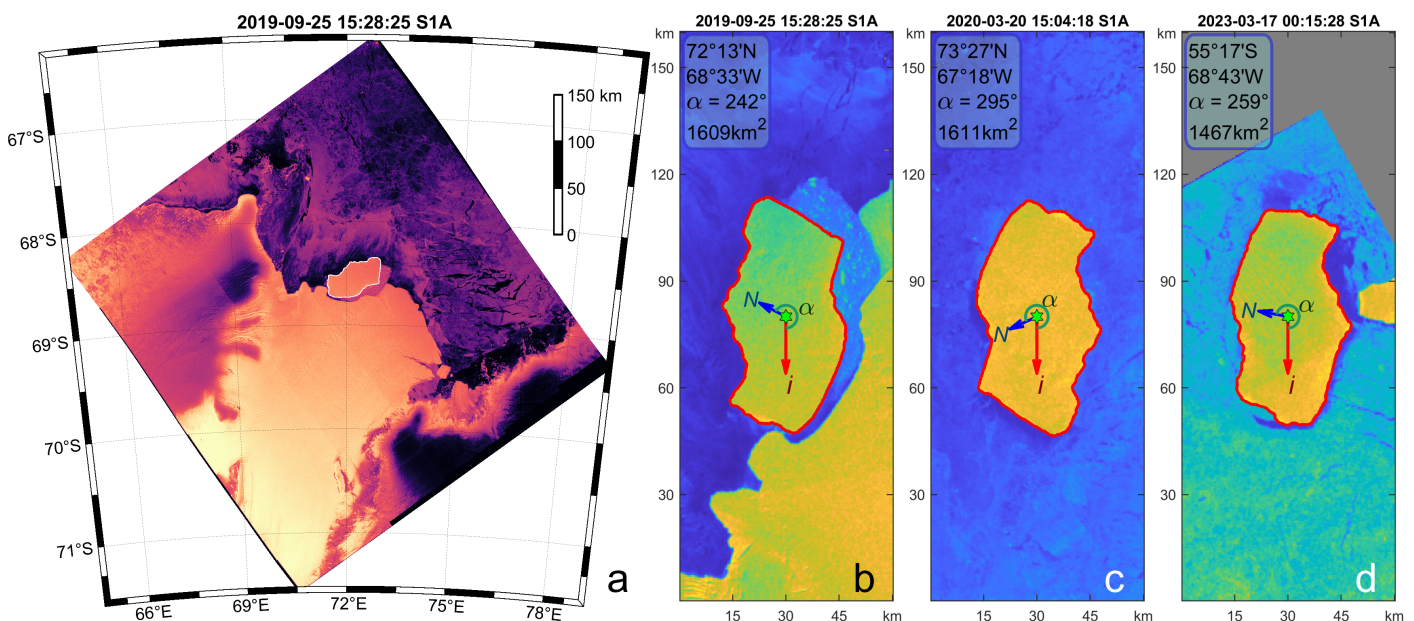 2019-09-25 15:28:25 S1A
67°S
68°S
69°S
70°S
71°S
66°E
69°E
72°E
75°E
78°E
150 km
100
50
0
a
2019-09-25 15:28:25 S1A
km
150
120
90
60
30
15
30
km
72°13'N
68°33'W
α = 242°
1609km²
N
α
i
b
2020-03-20 15:04:18 S1A
km
150
120
90
60
30
15
30
km
73°27'N
67°18'W
α = 295°
1611km²
N
α
i
c
2023-03-17 00:15:28 S1A
km
150
120
90
60
30
15
30
km
55°17'S
68°43'W
α = 259°
1467km²
N
α
i
d